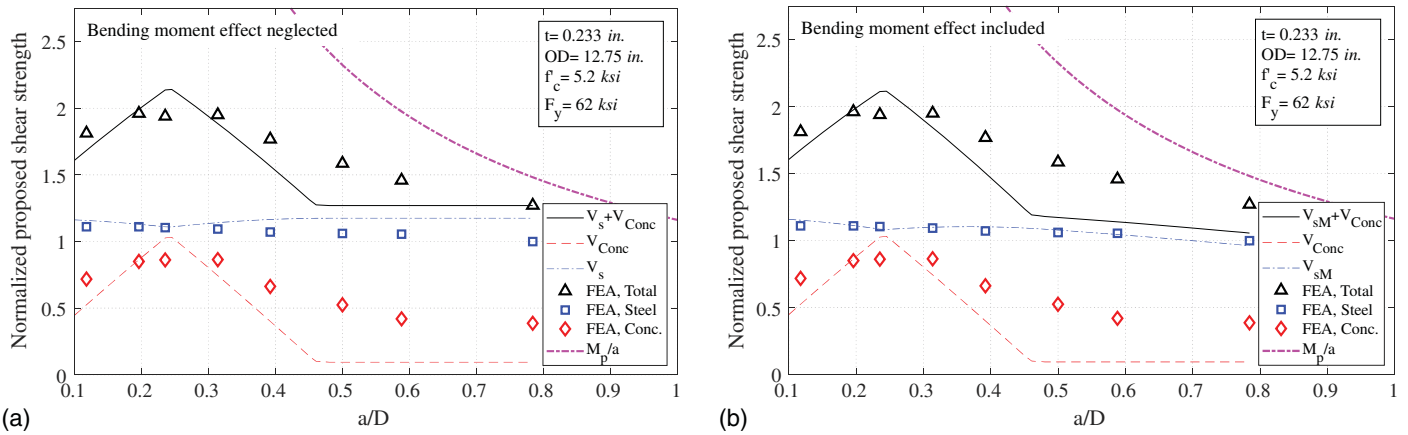 Bending moment effect neglected
t= 0.233 in.
OD= 12.75 in.
f'c= 5.2 ksi
Fy= 62 ksi
Normalized proposed shear strength
2.5
2
1.5
1
0.5
0
0.1 0.2 0.3 0.4 0.5 0.6 0.7 0.8 0.9 1
a/D
Vs+VConc
VConc
Vs
FEA, Total
FEA, Steel
FEA, Conc.
Mp/a
(a)
Bending moment effect included
t= 0.233 in.
OD= 12.75 in.
f'c= 5.2 ksi
Fy= 62 ksi
Normalized proposed shear strength
2.5
2
1.5
1
0.5
0
0.1 0.2 0.3 0.4 0.5 0.6 0.7 0.8 0.9 1
a/D
VsM+VConc
VConc
VsM
FEA, Total
FEA, Steel
FEA, Conc.
Mp/a
(b)